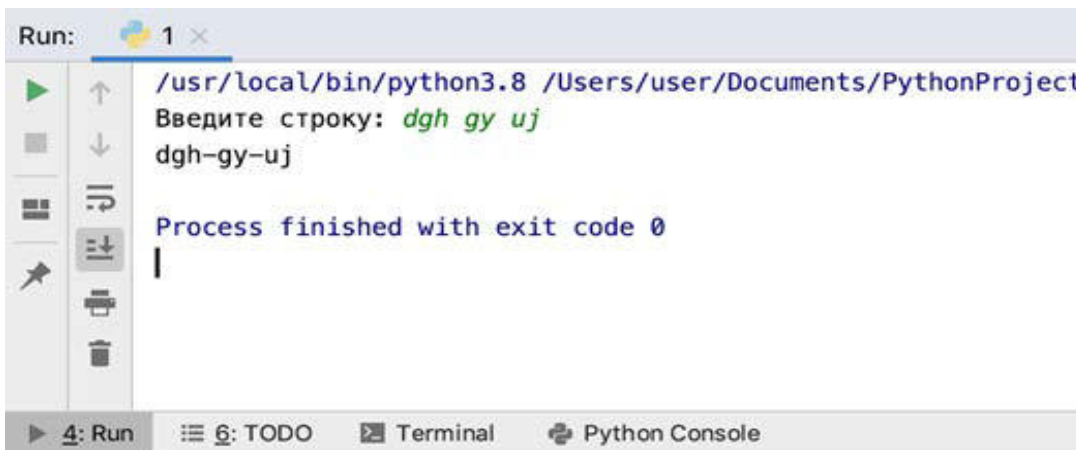 Run: 1
/usr/local/bin/python3.8 /Users/user/Documents/PythonProject
Введите строку: dgh gy uj
dgh-gy-uj
Process finished with exit code 0
4: Run 6: TODO Terminal Python Console